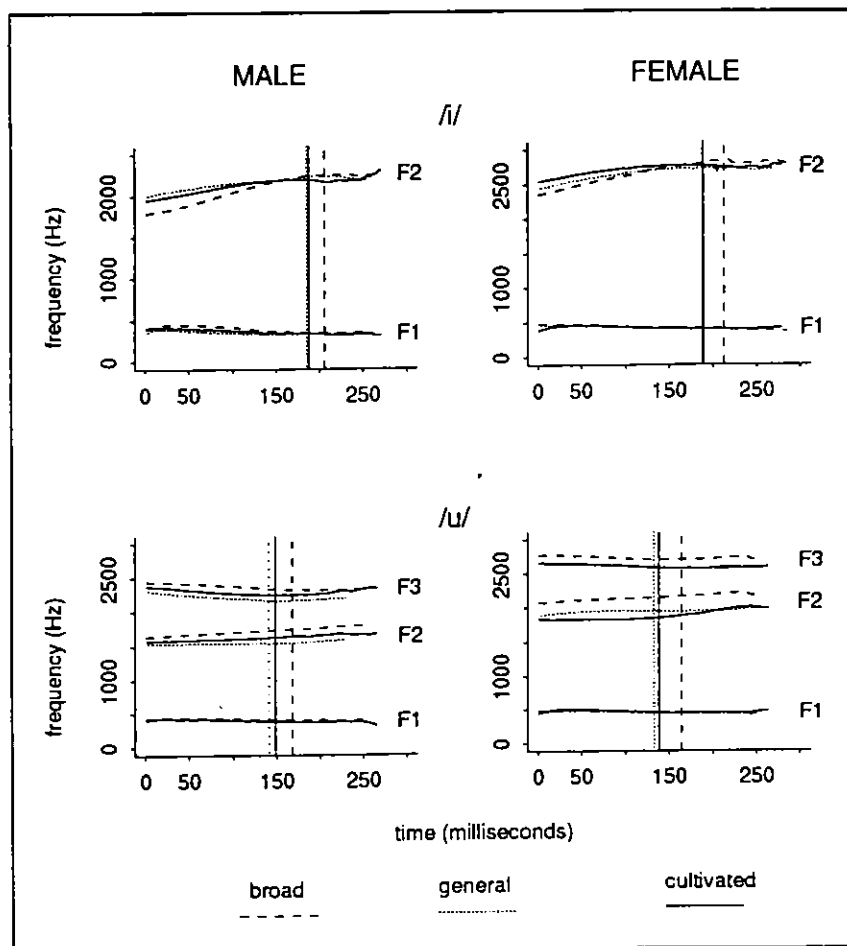 MALE FEMALE
/i/
frequency (Hz)
2000
1000
0
F2
F1
0 50 150 250
2500
1000
0
F2
F1
0 50 150 250
/u/
frequency (Hz)
2500
1000
0
F3
F2
F1
0 50 150 250
2500
1000
0
F3
F2
F1
0 50 150 250
time (milliseconds)
broad general cultivated